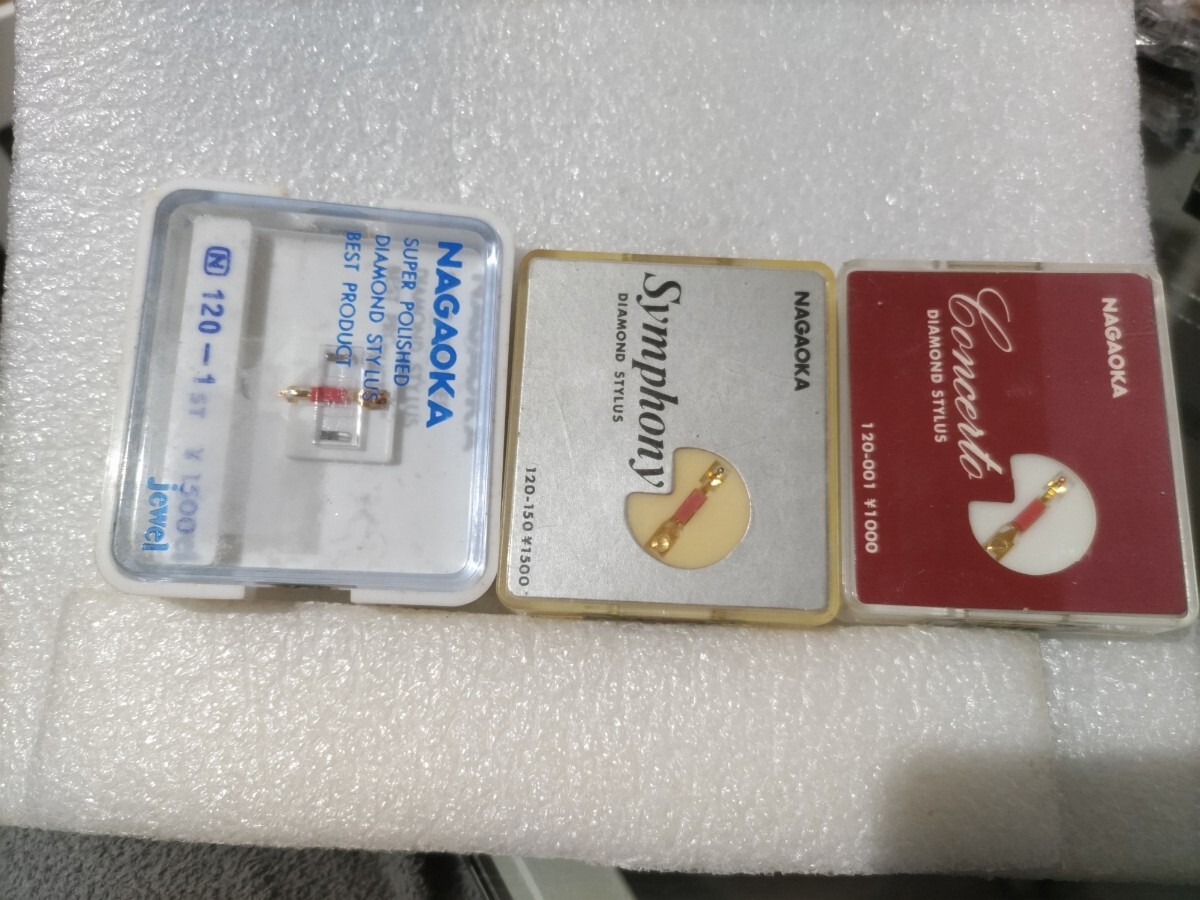 NAGAOKA
SUPER POLISHED
DIAMOND STYLUS
BEST PRODUCT
N 120-1 ST ¥1500
jewel
NAGAOKA
Symphony
DIAMOND STYLUS
120-150 ¥1500
NAGAOKA
Concerto
DIAMOND STYLUS
120-001 ¥1000